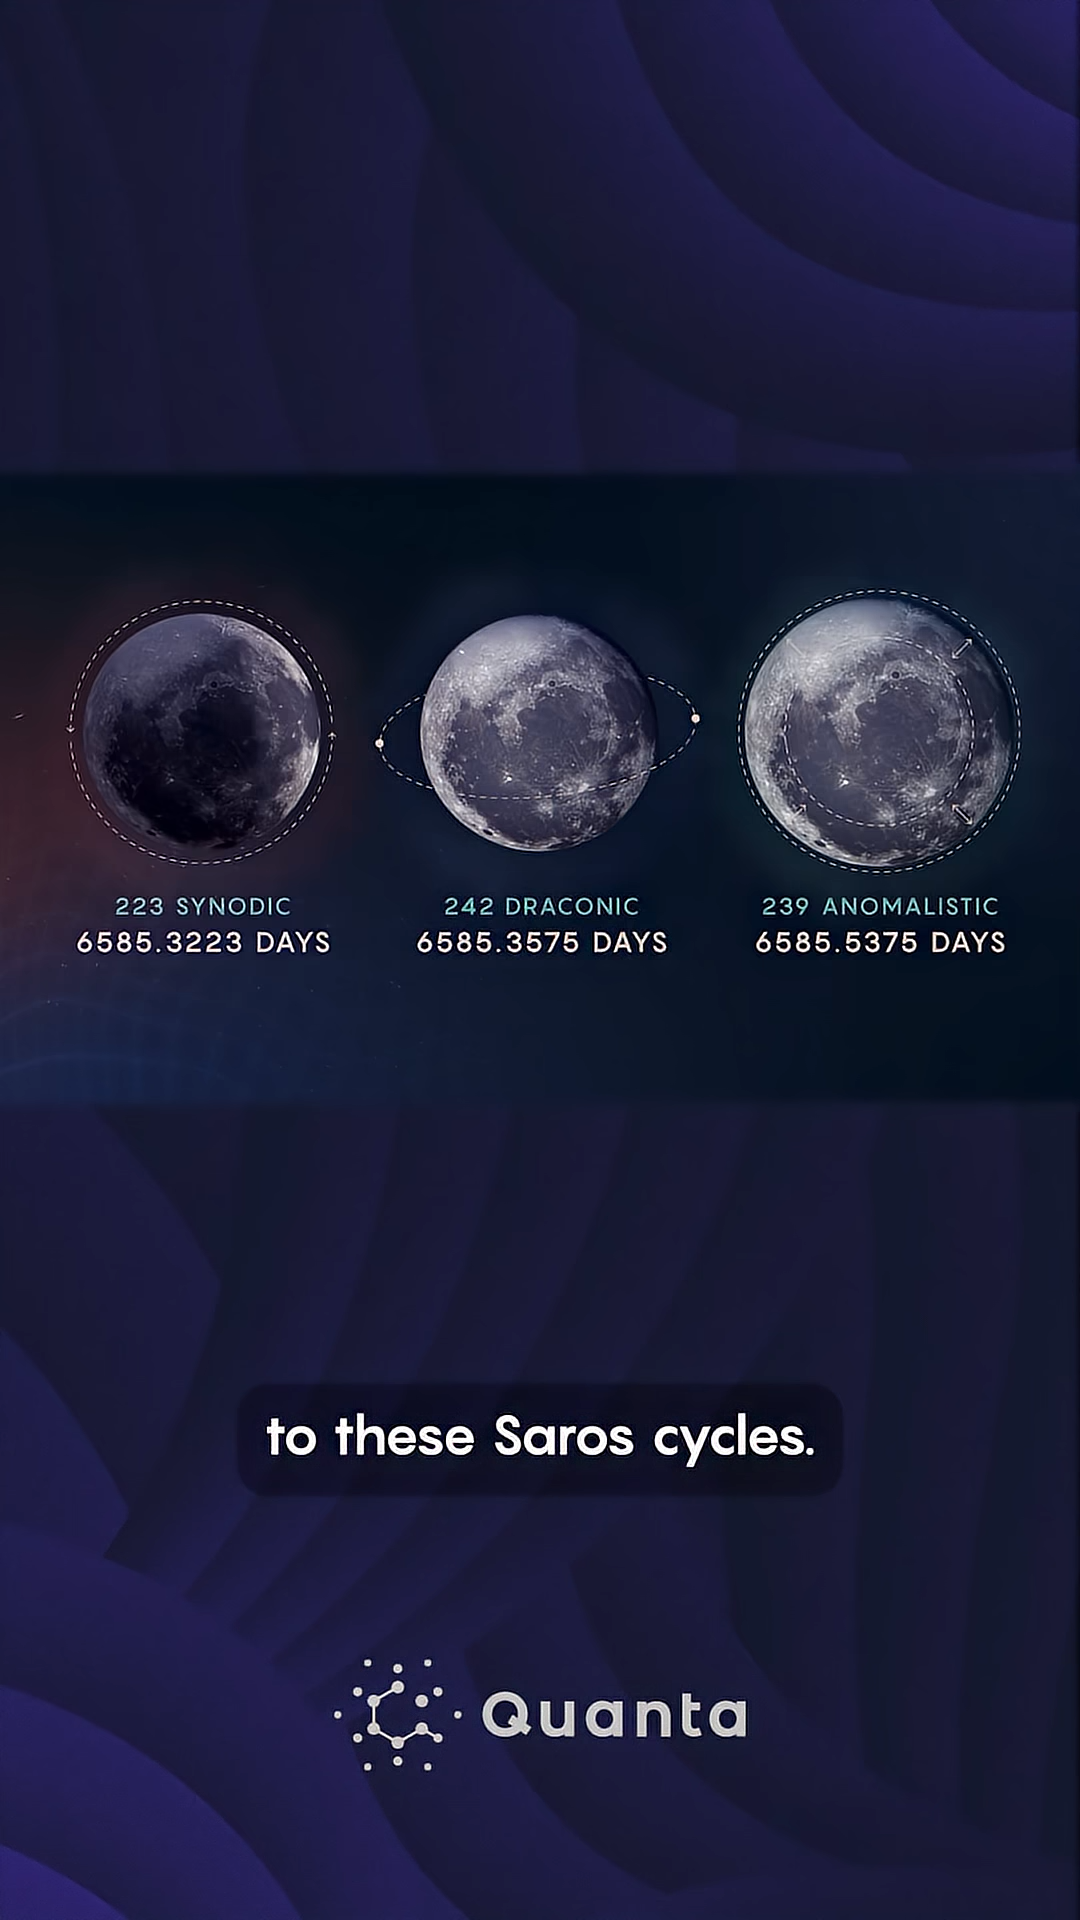 223 SYNODIC
6585.3223 DAYS
242 DRACONIC
6585.3575 DAYS
239 ANOMALISTIC
6585.5375 DAYS
to these Saros cycles.
Quanta